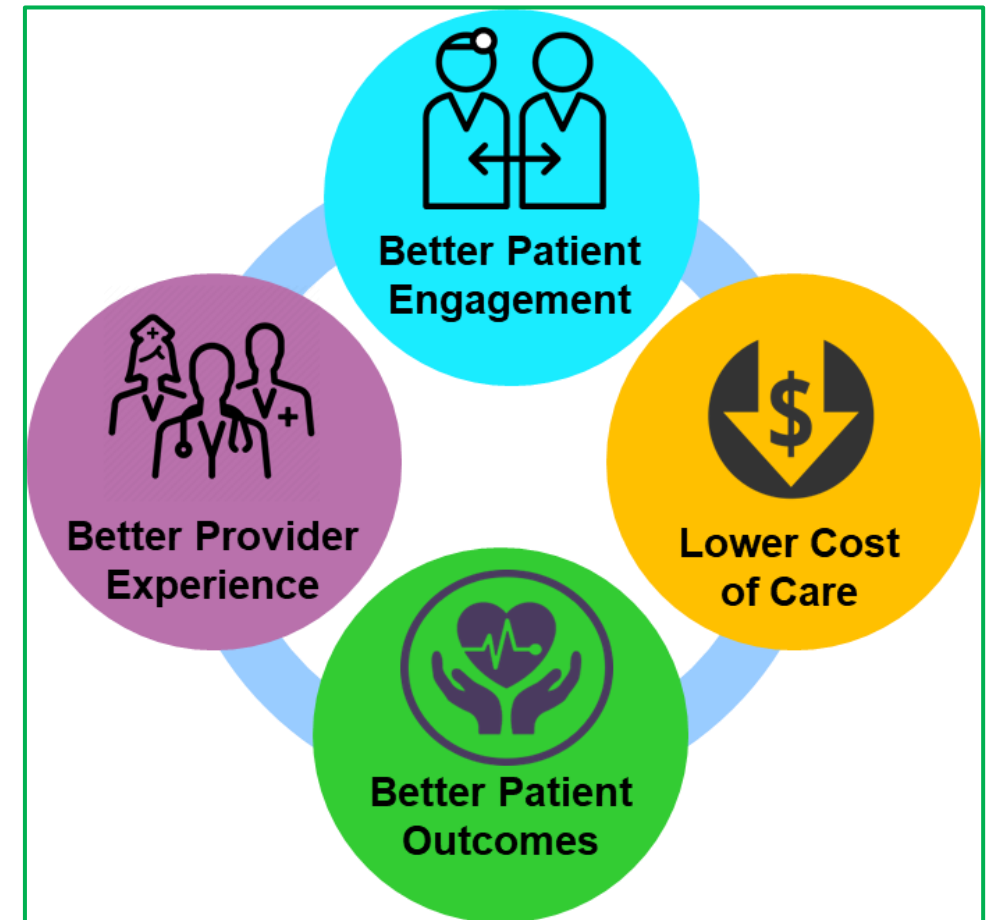 Better Patient
Engagement
$
Better Provider
Experience
Lower Cost
of Care
Better Patient
Outcomes